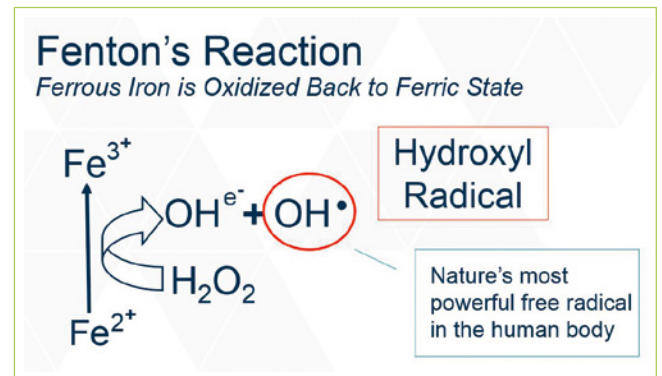 Fenton's Reaction
Ferrous Iron is Oxidized Back to Ferric State
Fe³⁺
OH ᵉ⁻ + OH •
H₂O₂
Fe²⁺
Hydroxyl
Radical
Nature's most
powerful free radical
in the human body